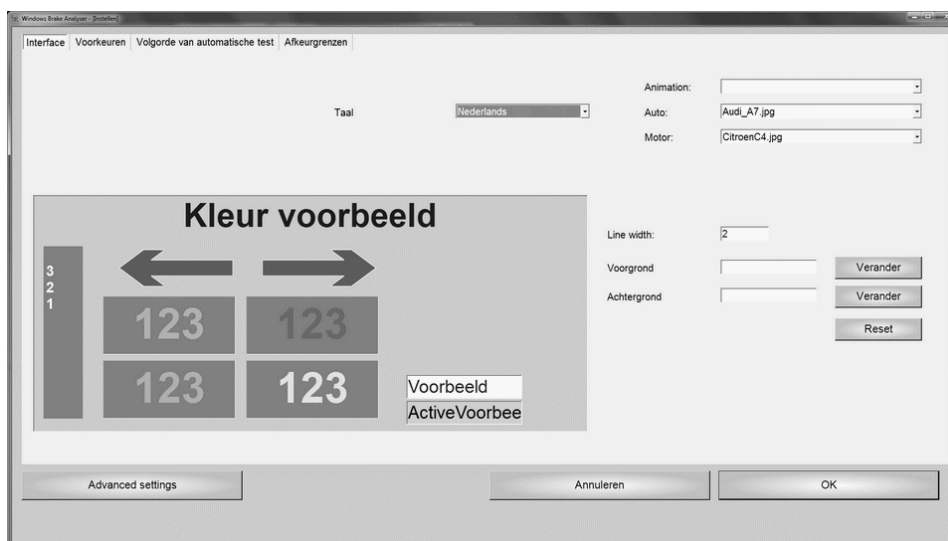 Windows Brake Analyser - [Instellen]
Interface Voorkeuren Volgorde van automatische test Afkeurgrenzen
Animation:
Taal Nederlands Auto: Audi_A7.jpg
Motor: CitroenC4.jpg
Kleur voorbeeld
Line width: 2
3
2
1
Voorgrond Verander
Achtergrond Verander
123 123
Reset
123 123
Voorbeeld
ActiveVoorbee
Advanced settings Annuleren OK